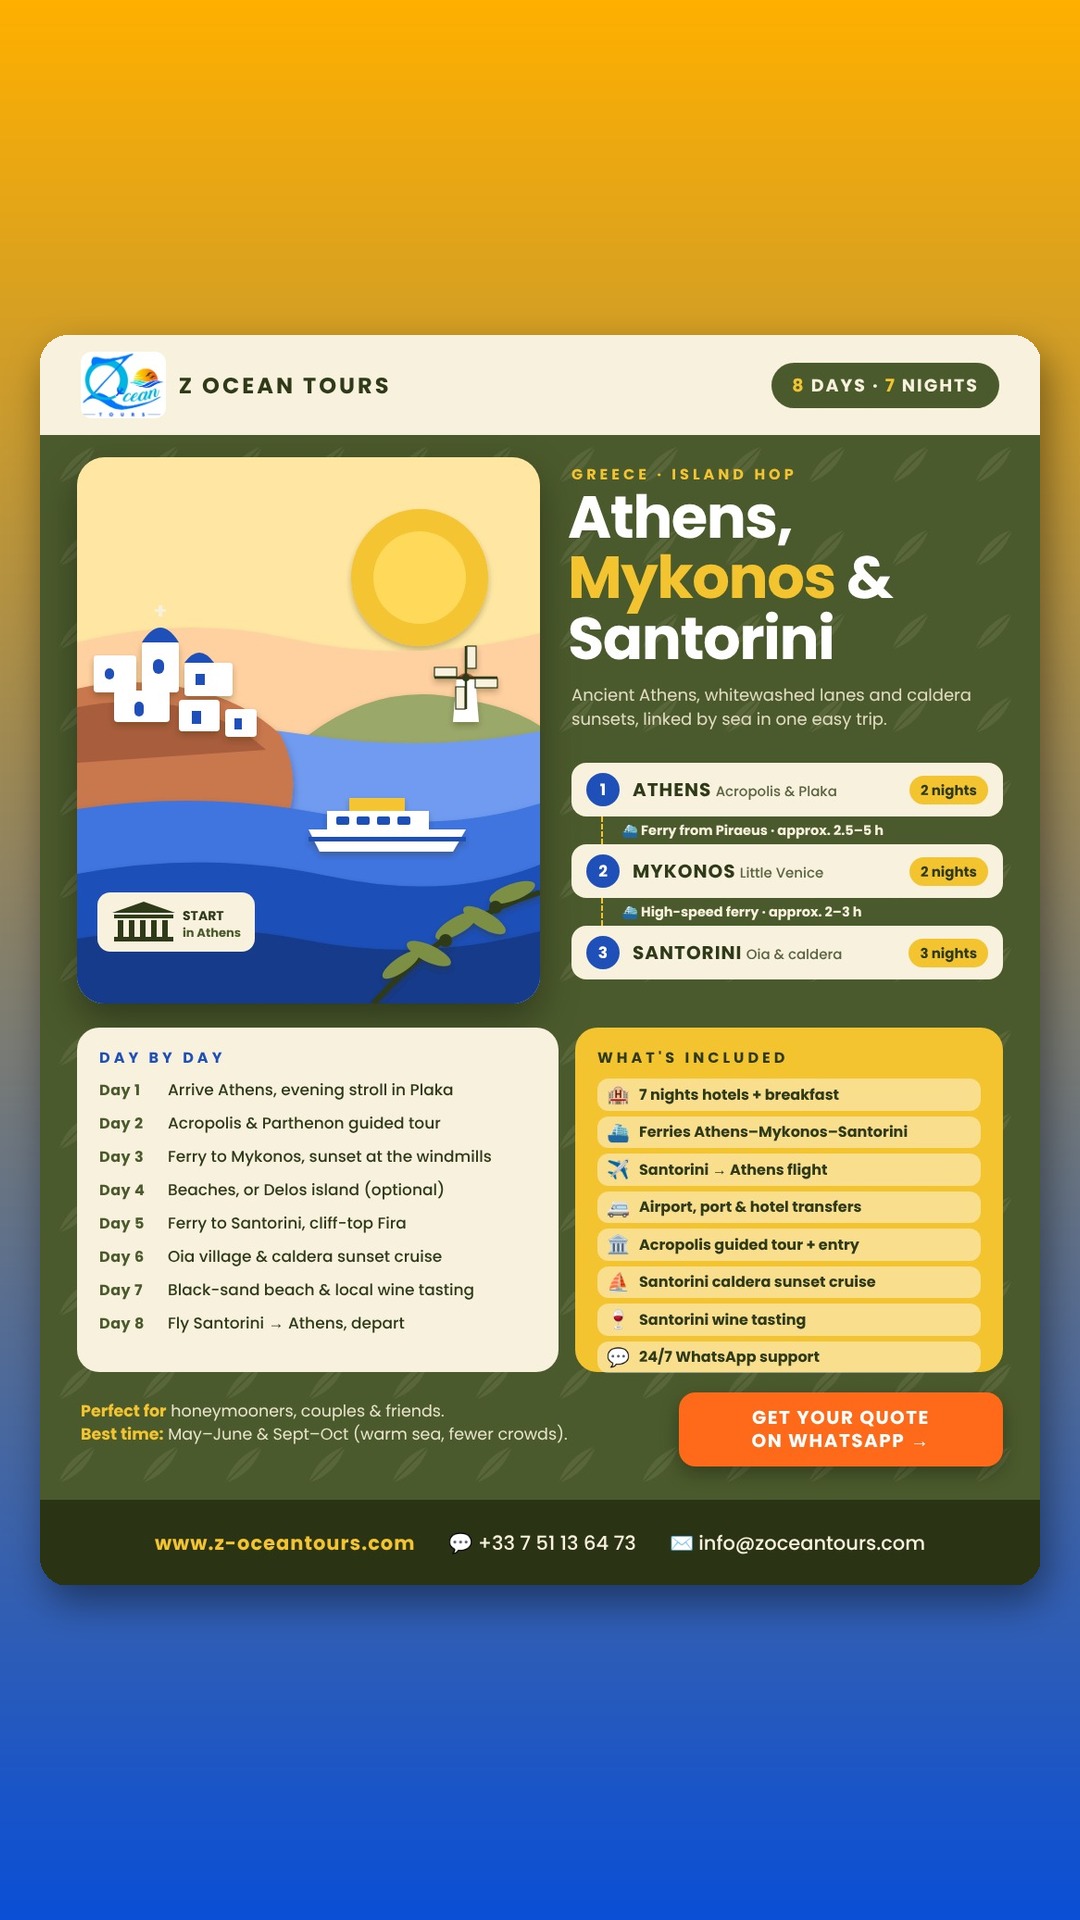 Zcean
TOURS
Z OCEAN TOURS
8 DAYS · 7 NIGHTS
GREECE · ISLAND HOP
Athens,
Mykonos &
Santorini
Ancient Athens, whitewashed lanes and caldera
sunsets, linked by sea in one easy trip.
1 ATHENS Acropolis & Plaka 2 nights
Ferry from Piraeus · approx. 2.5–5 h
2 MYKONOS Little Venice 2 nights
High-speed ferry · approx. 2–3 h
3 SANTORINI Oia & caldera 3 nights
START
in Athens
DAY BY DAY
Day 1 Arrive Athens, evening stroll in Plaka
Day 2 Acropolis & Parthenon guided tour
Day 3 Ferry to Mykonos, sunset at the windmills
Day 4 Beaches, or Delos island (optional)
Day 5 Ferry to Santorini, cliff-top Fira
Day 6 Oia village & caldera sunset cruise
Day 7 Black-sand beach & local wine tasting
Day 8 Fly Santorini → Athens, depart
WHAT'S INCLUDED
7 nights hotels + breakfast
Ferries Athens–Mykonos–Santorini
Santorini → Athens flight
Airport, port & hotel transfers
Acropolis guided tour + entry
Santorini caldera sunset cruise
Santorini wine tasting
24/7 WhatsApp support
Perfect for honeymooners, couples & friends.
Best time: May–June & Sept–Oct (warm sea, fewer crowds).
GET YOUR QUOTE
ON WHATSAPP →
www.z-oceantours.com +33 7 51 13 64 73 info@zoceantours.com